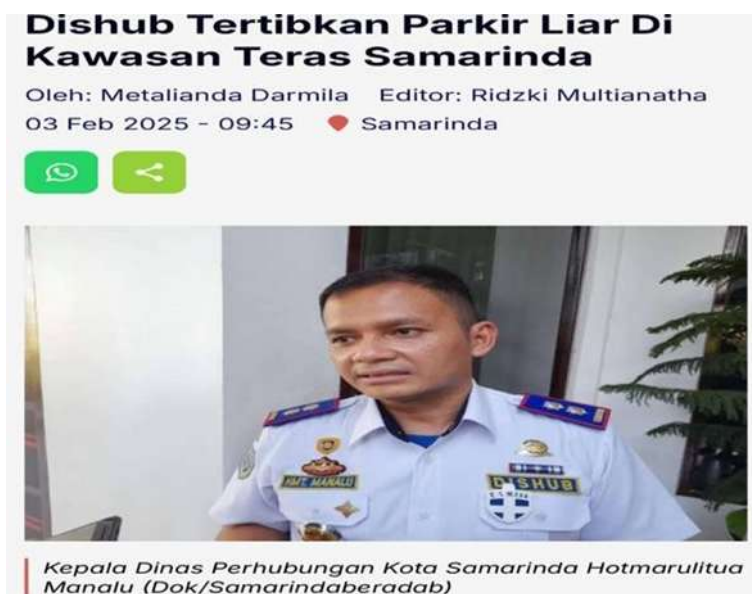 Dishub Tertibkan Parkir Liar Di
Kawasan Teras Samarinda
Oleh: Metalianda Darmila Editor: Ridzki Multianatha
03 Feb 2025 - 09:45 Samarinda
HMT. MANALU
DISHUB
Kepala Dinas Perhubungan Kota Samarinda Hotmarulitua
Manalu (Dok/Samarindaberadab)